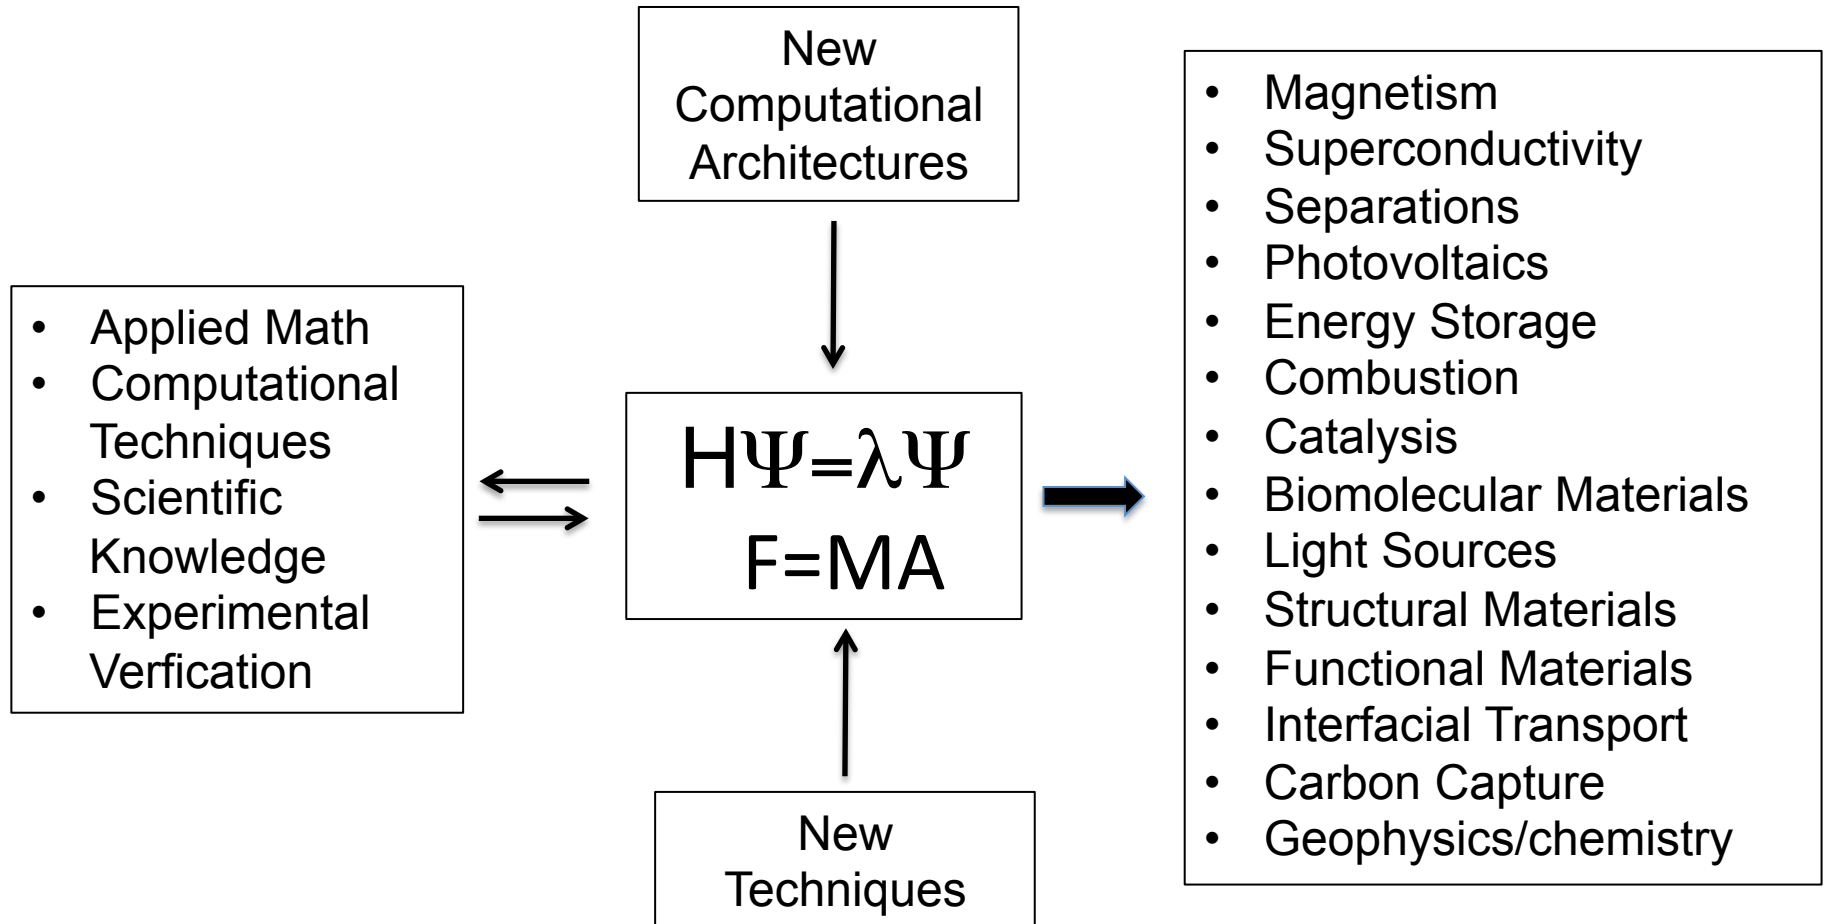 New
Computational
Architectures
• Applied Math
• Computational
Techniques
• Scientific
Knowledge
• Experimental
Verfication
HΨ=λΨ
F=MA
New
Techniques
• Magnetism
• Superconductivity
• Separations
• Photovoltaics
• Energy Storage
• Combustion
• Catalysis
• Biomolecular Materials
• Light Sources
• Structural Materials
• Functional Materials
• Interfacial Transport
• Carbon Capture
• Geophysics/chemistry